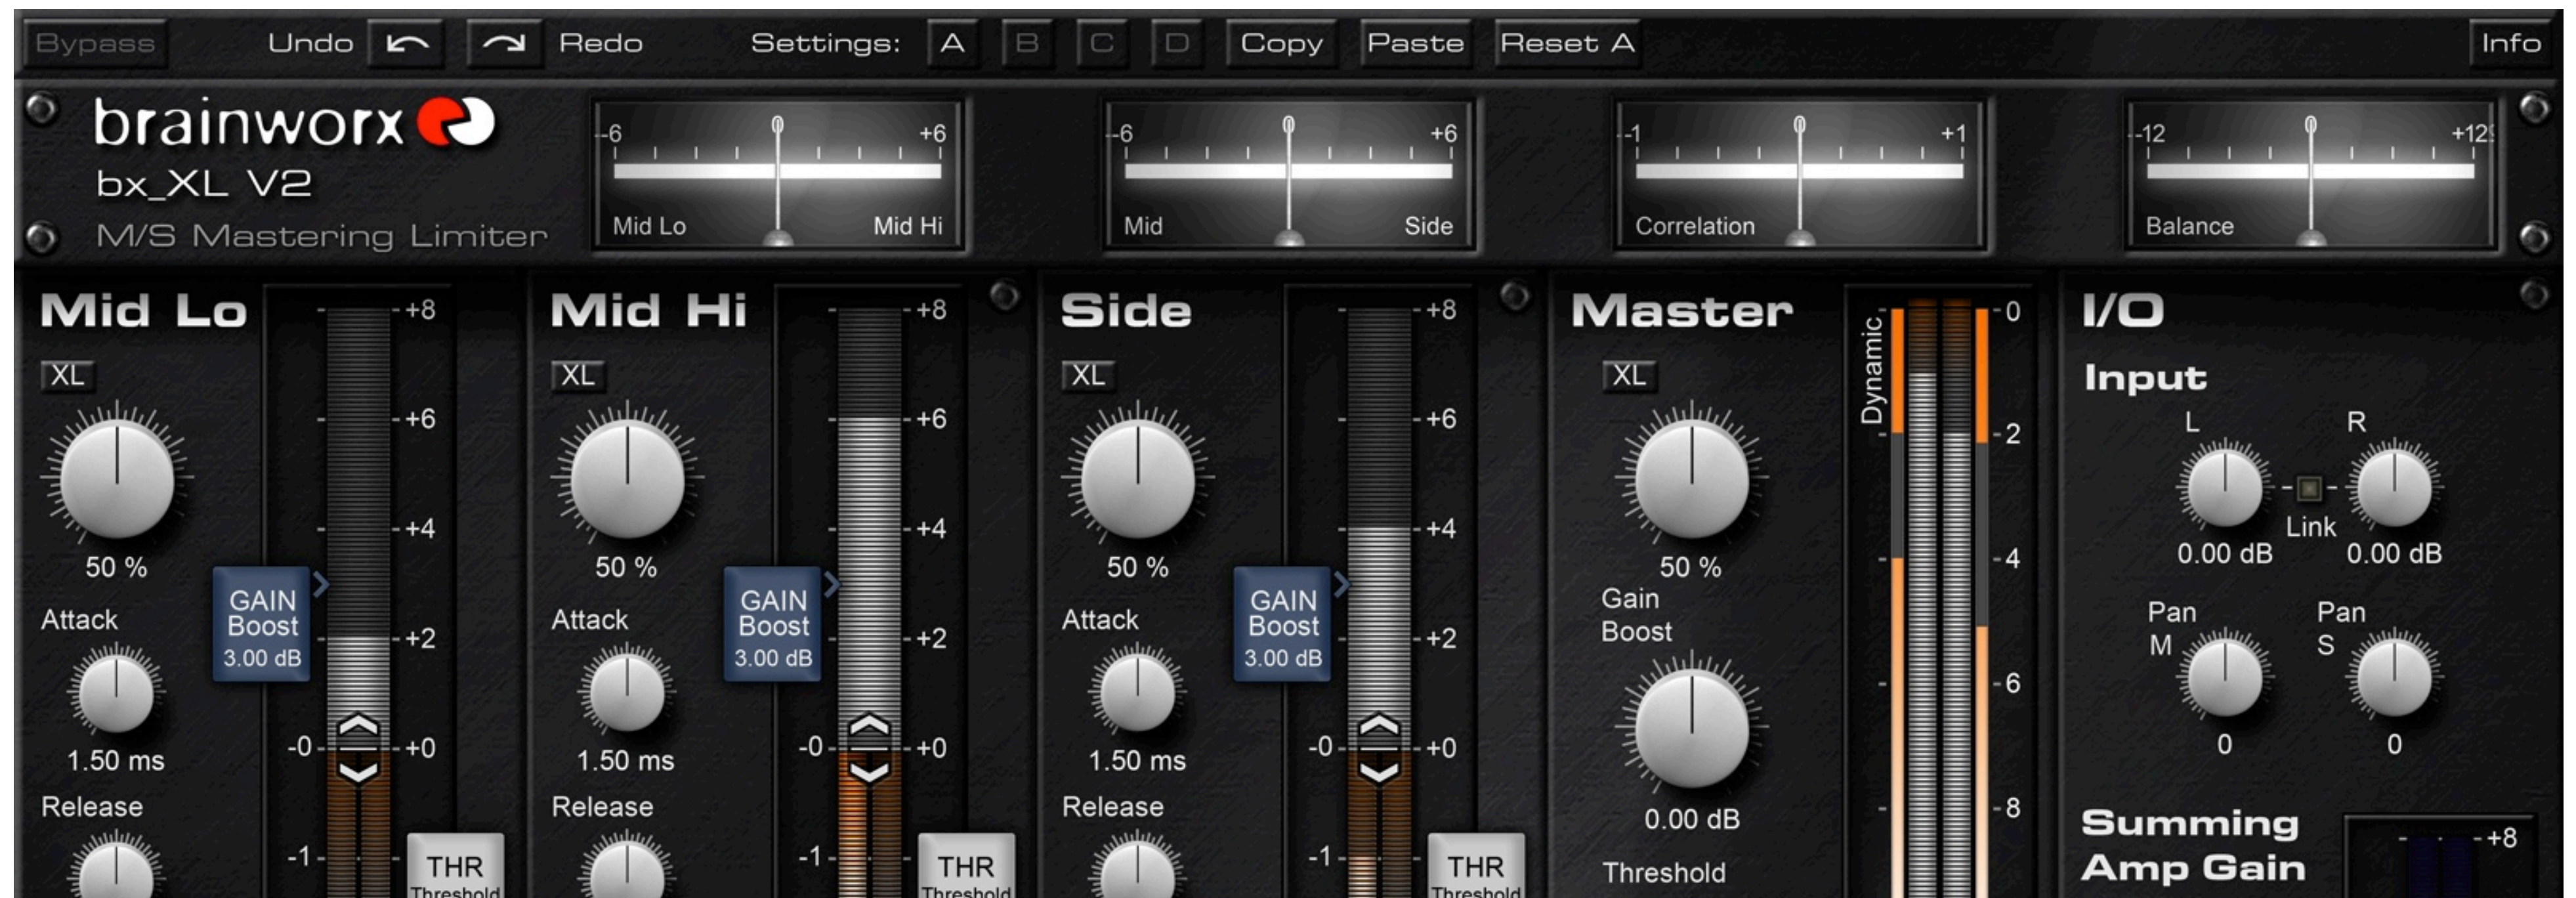 Bypass Undo Redo Settings: A B C D Copy Paste Reset A Info
brainworx
bx_XL V2
M/S Mastering Limiter
-6 0 +6
Mid Lo Mid Hi
-6 0 +6
Mid Side
-1 0 +1
Correlation
-12 0 +12
Balance
Mid Lo
XL
50 %
Attack
1.50 ms
Release
GAIN
Boost
3.00 dB
+8
+6
+4
+2
-0 +0
-1
THR
Threshold
Mid Hi
XL
50 %
Attack
1.50 ms
Release
GAIN
Boost
3.00 dB
+8
+6
+4
+2
-0 +0
-1
THR
Threshold
Side
XL
50 %
Attack
1.50 ms
Release
GAIN
Boost
3.00 dB
+8
+6
+4
+2
-0 +0
-1
THR
Threshold
Master
XL
50 %
Gain
Boost
0.00 dB
Threshold
Dynamic
0
2
4
6
8
I/O
Input
L R
Link
0.00 dB 0.00 dB
Pan Pan
M S
0 0
Summing
Amp Gain
+8